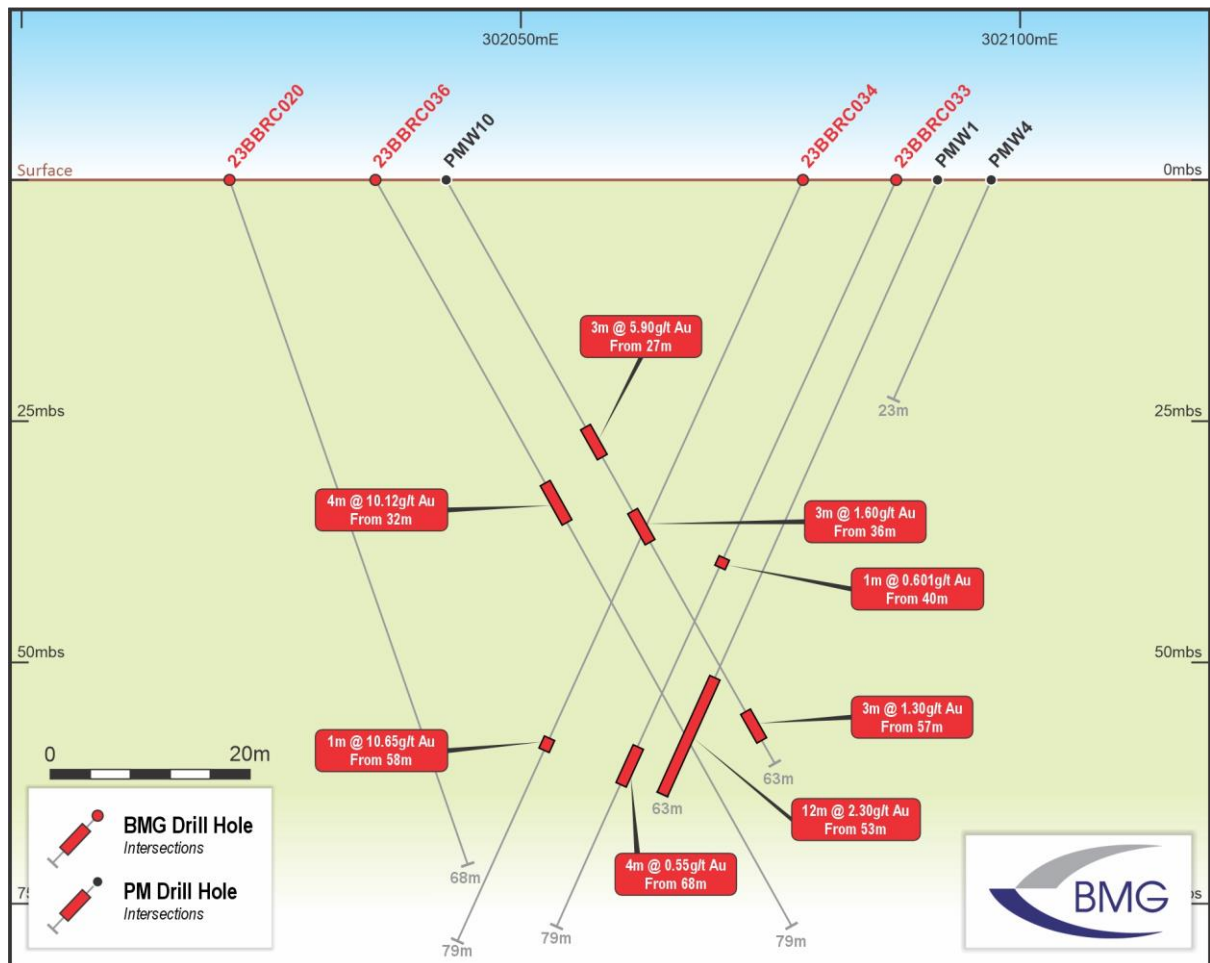 302050mE
302100mE
23BBRC020
23BBRC036
PMW10
23BBRC034
23BBRC033
PMW1
PMW4
Surface
0mbs
3m @ 5.90g/t Au
From 27m
23m
25mbs
25mbs
4m @ 10.12g/t Au
From 32m
3m @ 1.60g/t Au
From 36m
1m @ 0.601g/t Au
From 40m
50mbs
50mbs
3m @ 1.30g/t Au
From 57m
1m @ 10.65g/t Au
From 58m
0
20m
63m
63m
12m @ 2.30g/t Au
From 53m
4m @ 0.55g/t Au
From 68m
68m
79m
79m
79m
BMG Drill Hole
Intersections
PM Drill Hole
Intersections
BMG